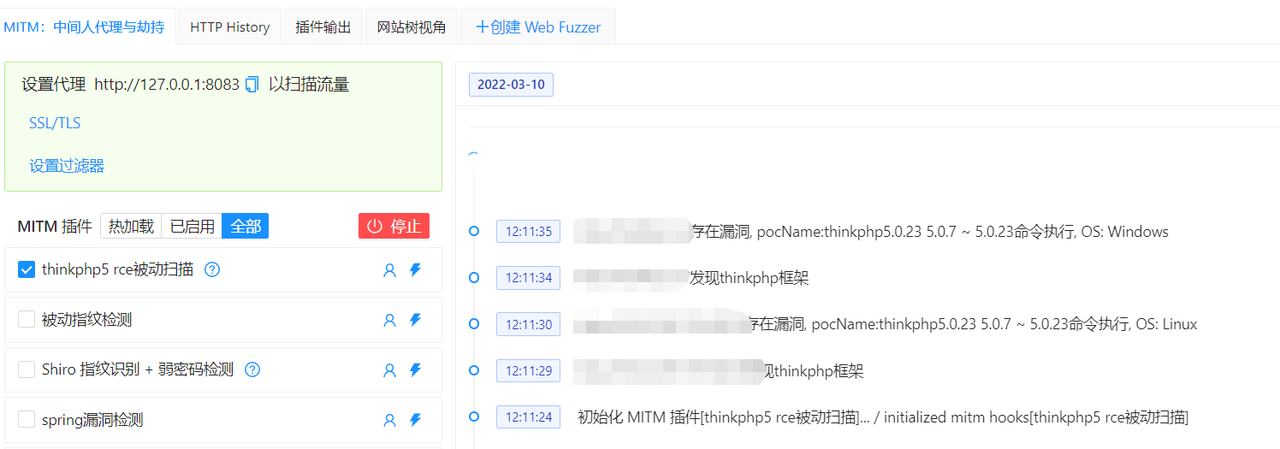 MITM：中间人代理与劫持
HTTP History
插件输出
网站树视角
＋创建 Web Fuzzer
设置代理 http://127.0.0.1:8083 以扫描流量
SSL/TLS
设置过滤器
MITM 插件
热加载
已启用
全部
停止
thinkphp5 rce被动扫描
被动指纹检测
Shiro 指纹识别 + 弱密码检测
spring漏洞检测
2022-03-10
12:11:35 存在漏洞, pocName:thinkphp5.0.23 5.0.7 ~ 5.0.23命令执行, OS: Windows
12:11:34 发现thinkphp框架
12:11:30 存在漏洞, pocName:thinkphp5.0.23 5.0.7 ~ 5.0.23命令执行, OS: Linux
12:11:29 现thinkphp框架
12:11:24 初始化 MITM 插件[thinkphp5 rce被动扫描]... / initialized mitm hooks[thinkphp5 rce被动扫描]